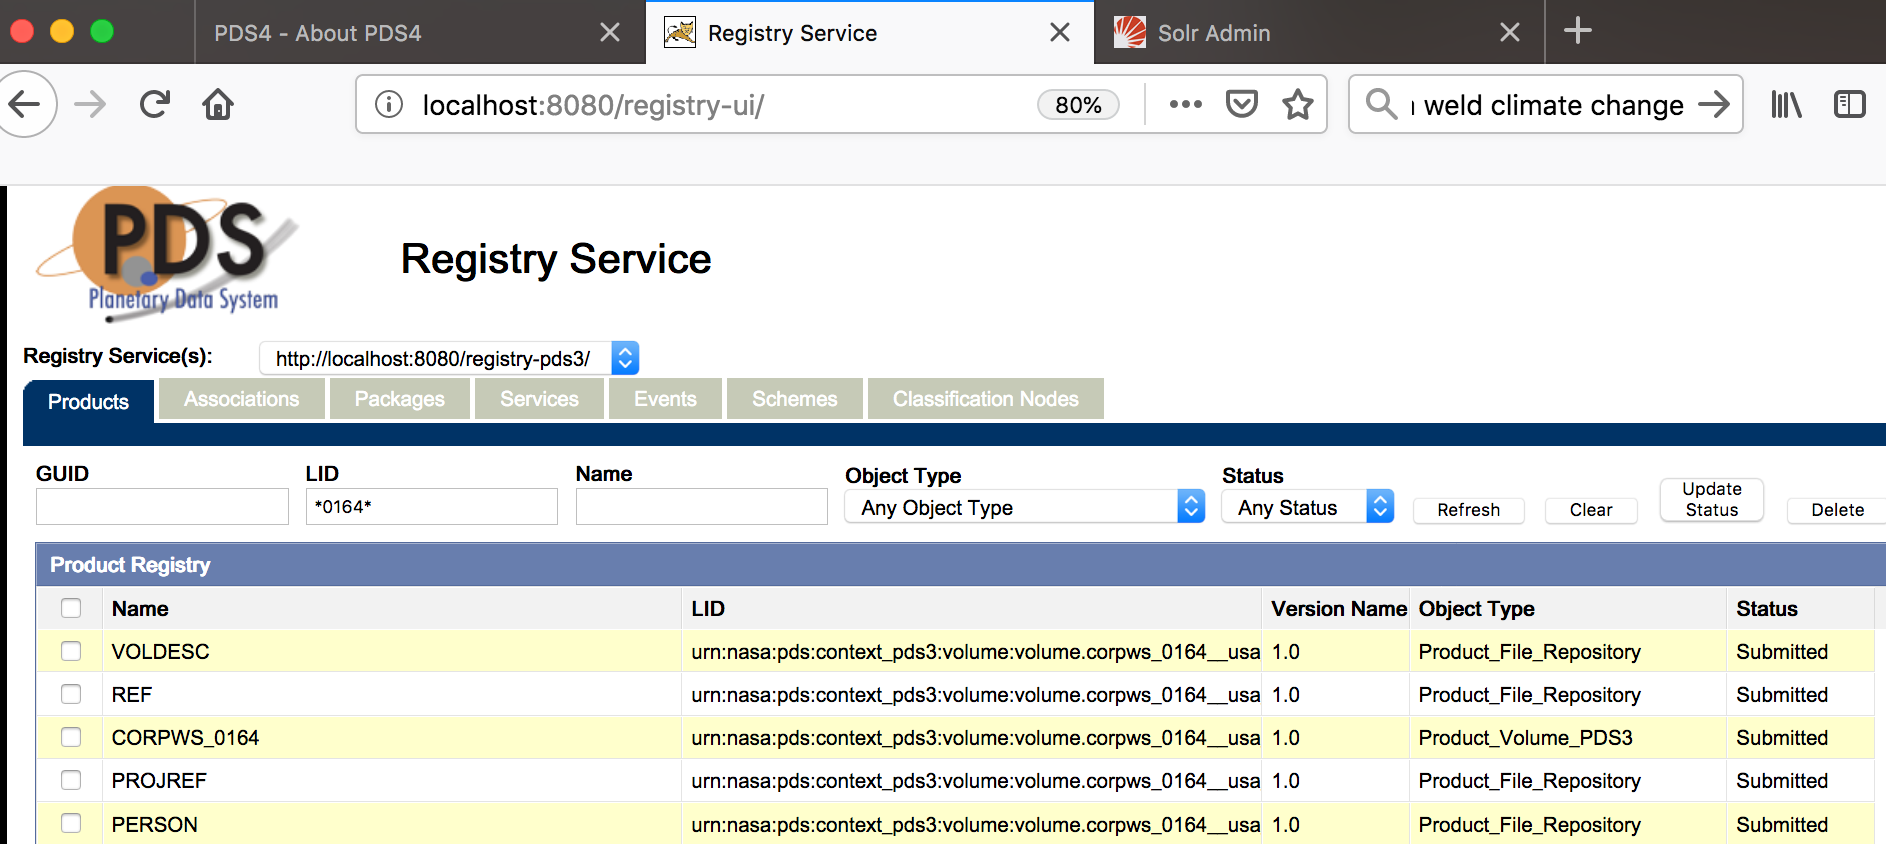 PDS4 - About PDS4
Registry Service
Solr Admin
localhost:8080/registry-ui/
80%
weld climate change
PDS
Planetary Data System
Registry Service
Registry Service(s): http://localhost:8080/registry-pds3/
Products Associations Packages Services Events Schemes Classification Nodes
GUID LID Name Object Type Status
*0164* Any Object Type Any Status Refresh Clear Update Status Delete
Product Registry
Name LID Version Name Object Type Status
VOLDESC urn:nasa:pds:context_pds3:volume:volume.corpws_0164__usa 1.0 Product_File_Repository Submitted
REF urn:nasa:pds:context_pds3:volume:volume.corpws_0164__usa 1.0 Product_File_Repository Submitted
CORPWS_0164 urn:nasa:pds:context_pds3:volume:volume.corpws_0164__usa 1.0 Product_Volume_PDS3 Submitted
PROJREF urn:nasa:pds:context_pds3:volume:volume.corpws_0164__usa 1.0 Product_File_Repository Submitted
PERSON urn:nasa:pds:context_pds3:volume:volume.corpws_0164__usa 1.0 Product_File_Repository Submitted